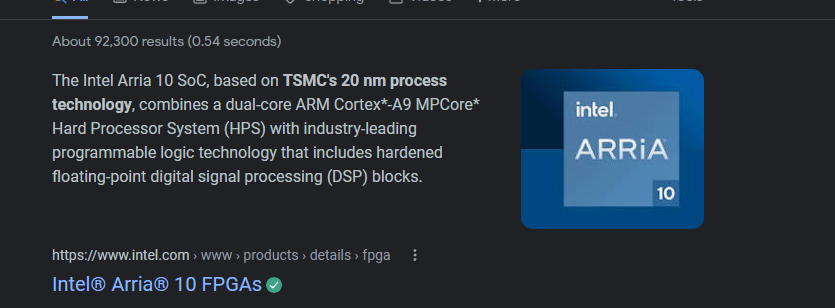 About 92,300 results (0.54 seconds)
The Intel Arria 10 SoC, based on TSMC's 20 nm process
technology, combines a dual-core ARM Cortex*-A9 MPCore*
Hard Processor System (HPS) with industry-leading
programmable logic technology that includes hardened
floating-point digital signal processing (DSP) blocks.
intel.
ARRiA®
10
https://www.intel.com › www › products › details › fpga
Intel® Arria® 10 FPGAs